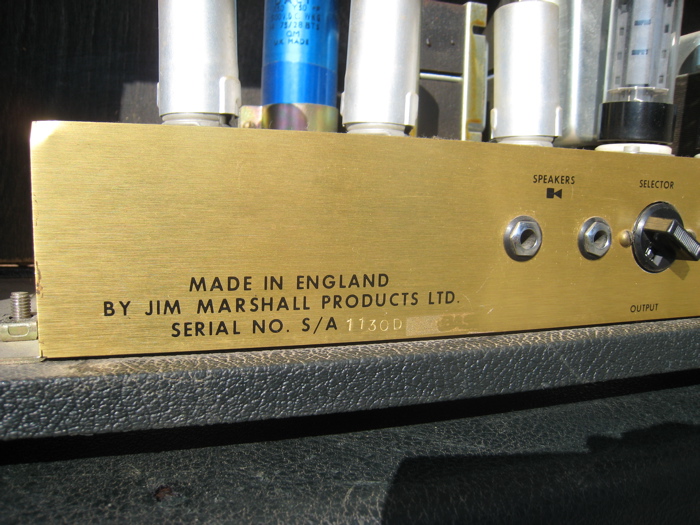 SPEAKERS
SELECTOR
MADE IN ENGLAND
BY JIM MARSHALL PRODUCTS LTD.
SERIAL NO. S/A 1130D
OUTPUT